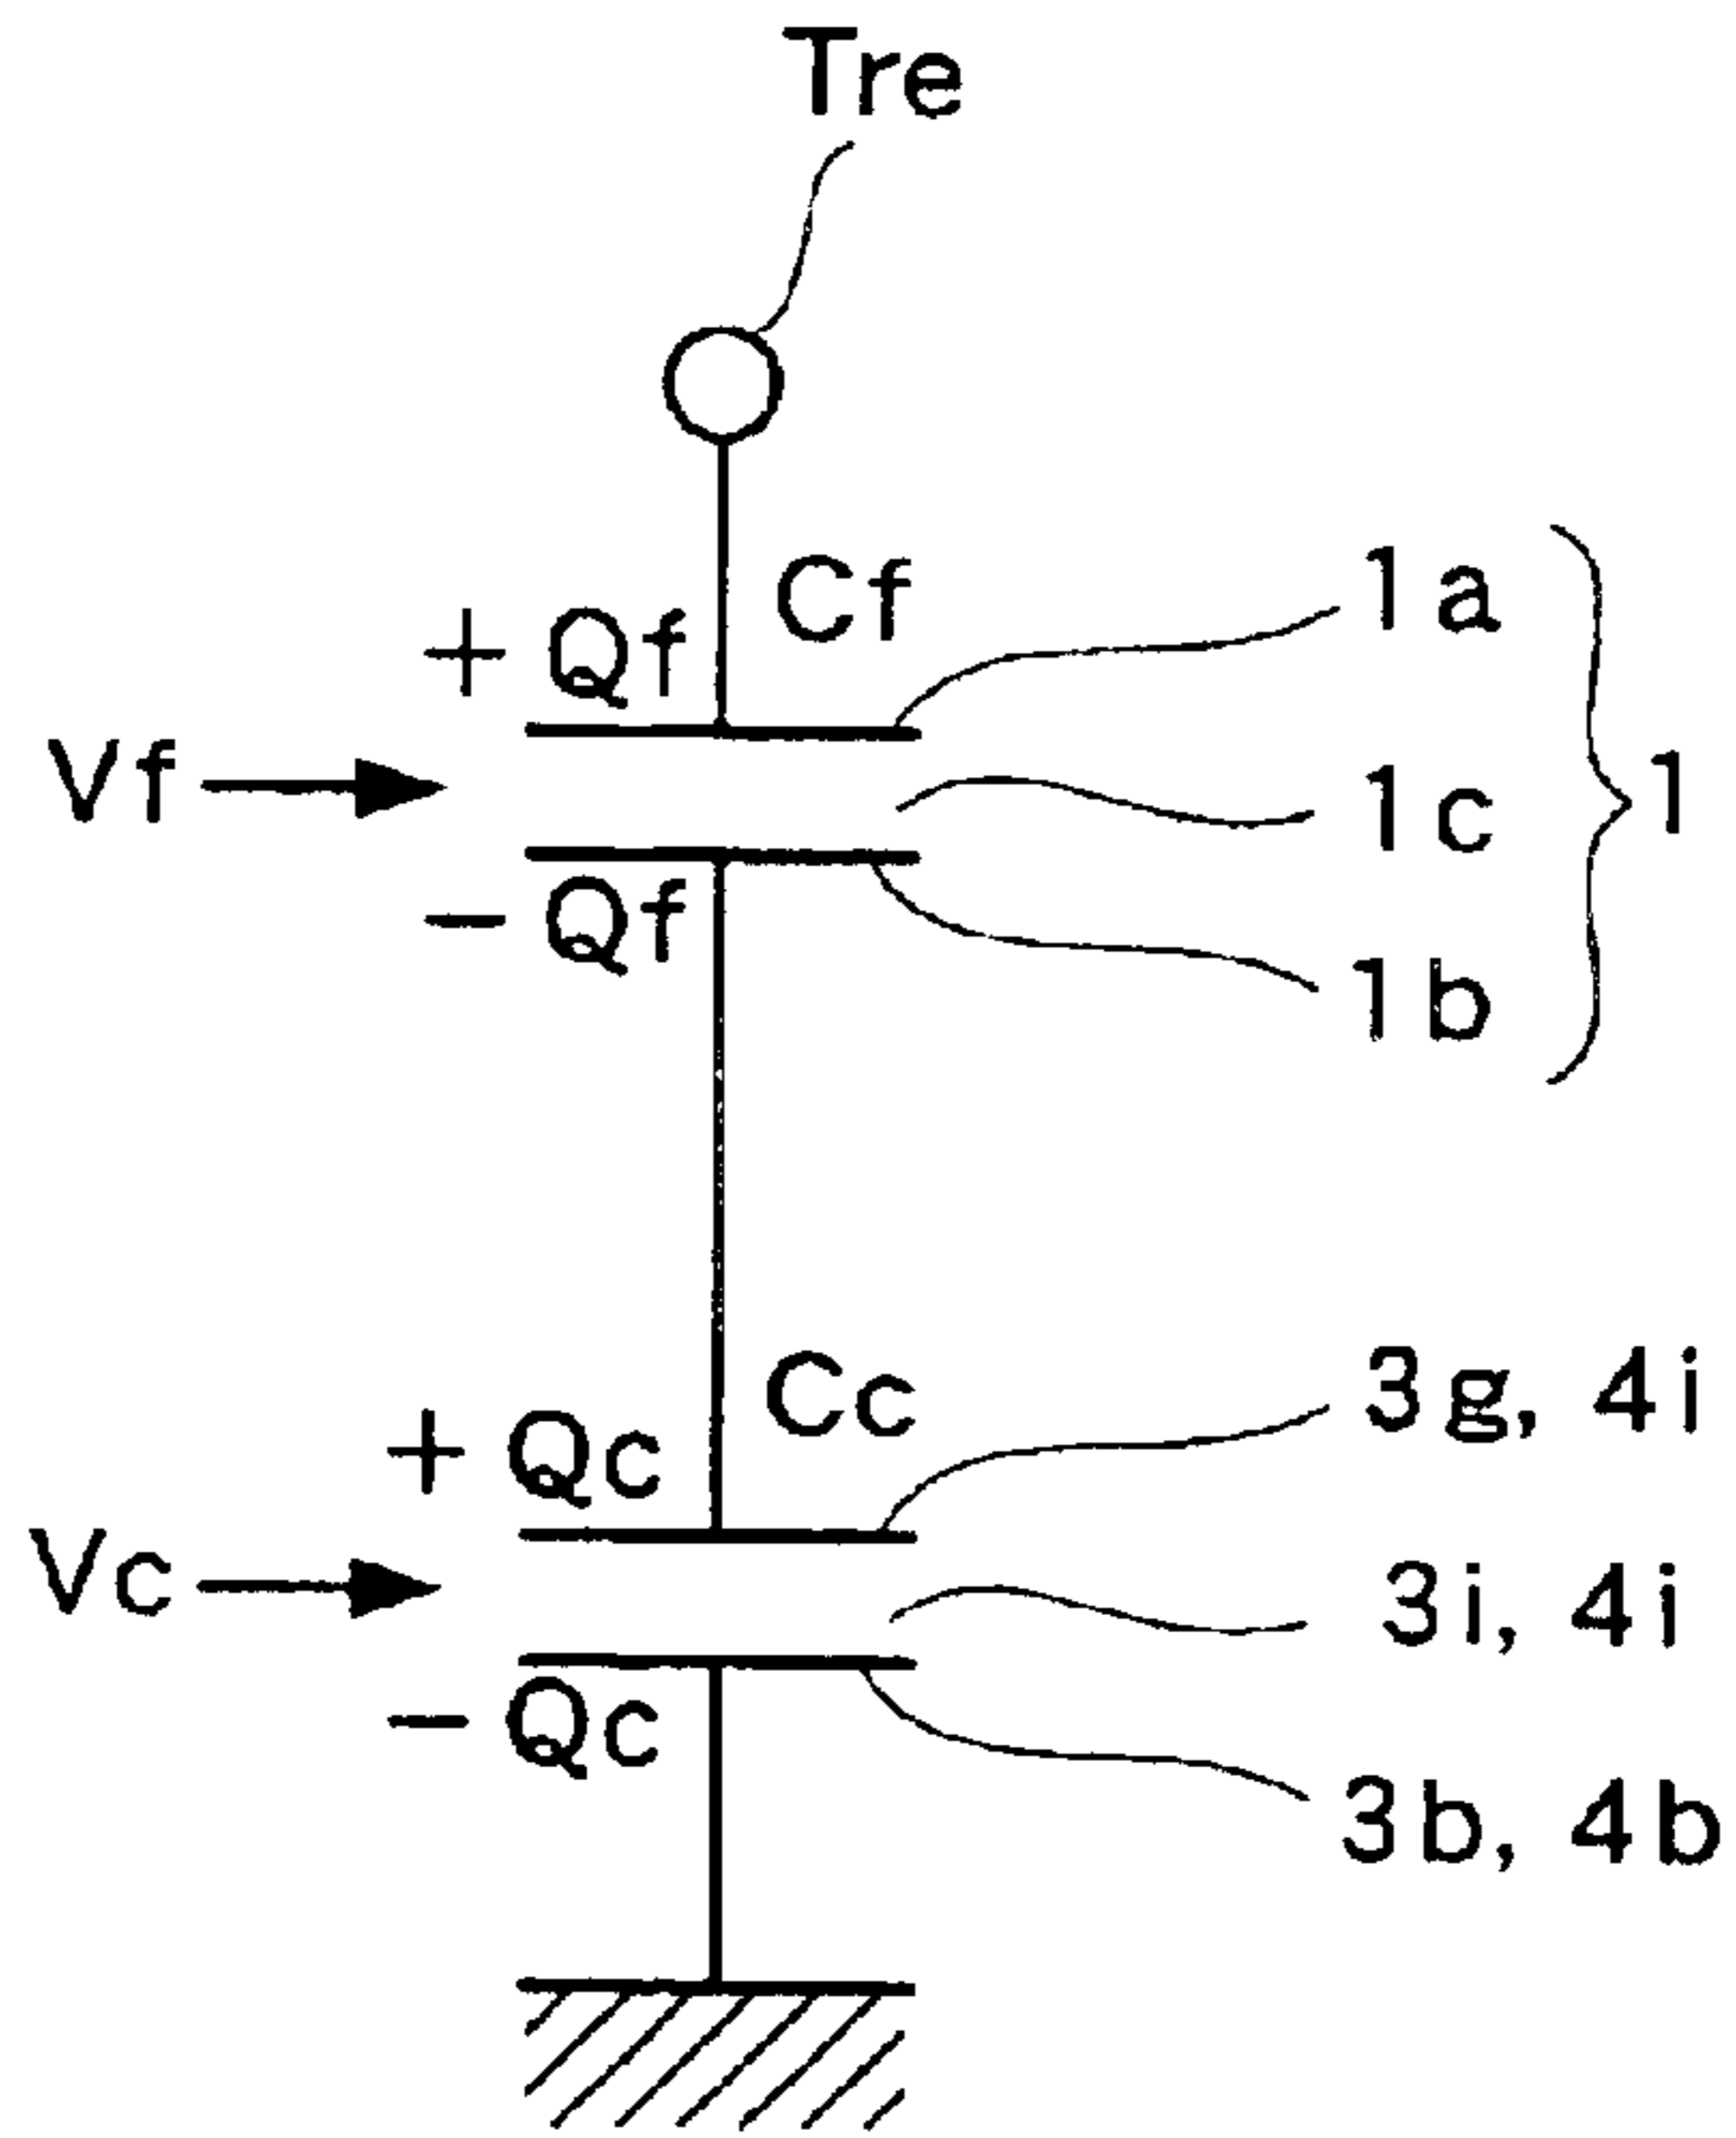 Tre
Cf
1a
+Qf
Vf
1c
1
-Qf
1b
Cc
3g, 4i
+Qc
Vc
3i, 4i
-Qc
3b, 4b